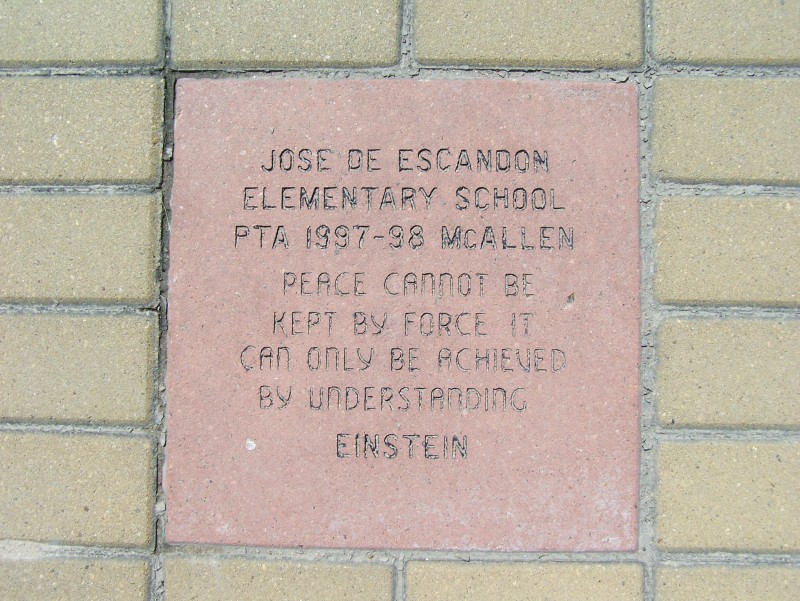 JOSE DE ESCANDON
ELEMENTARY SCHOOL
PTA 1997-98 McALLEN
PEACE CANNOT BE
KEPT BY FORCE IT
CAN ONLY BE ACHIEVED
BY UNDERSTANDING
EINSTEIN